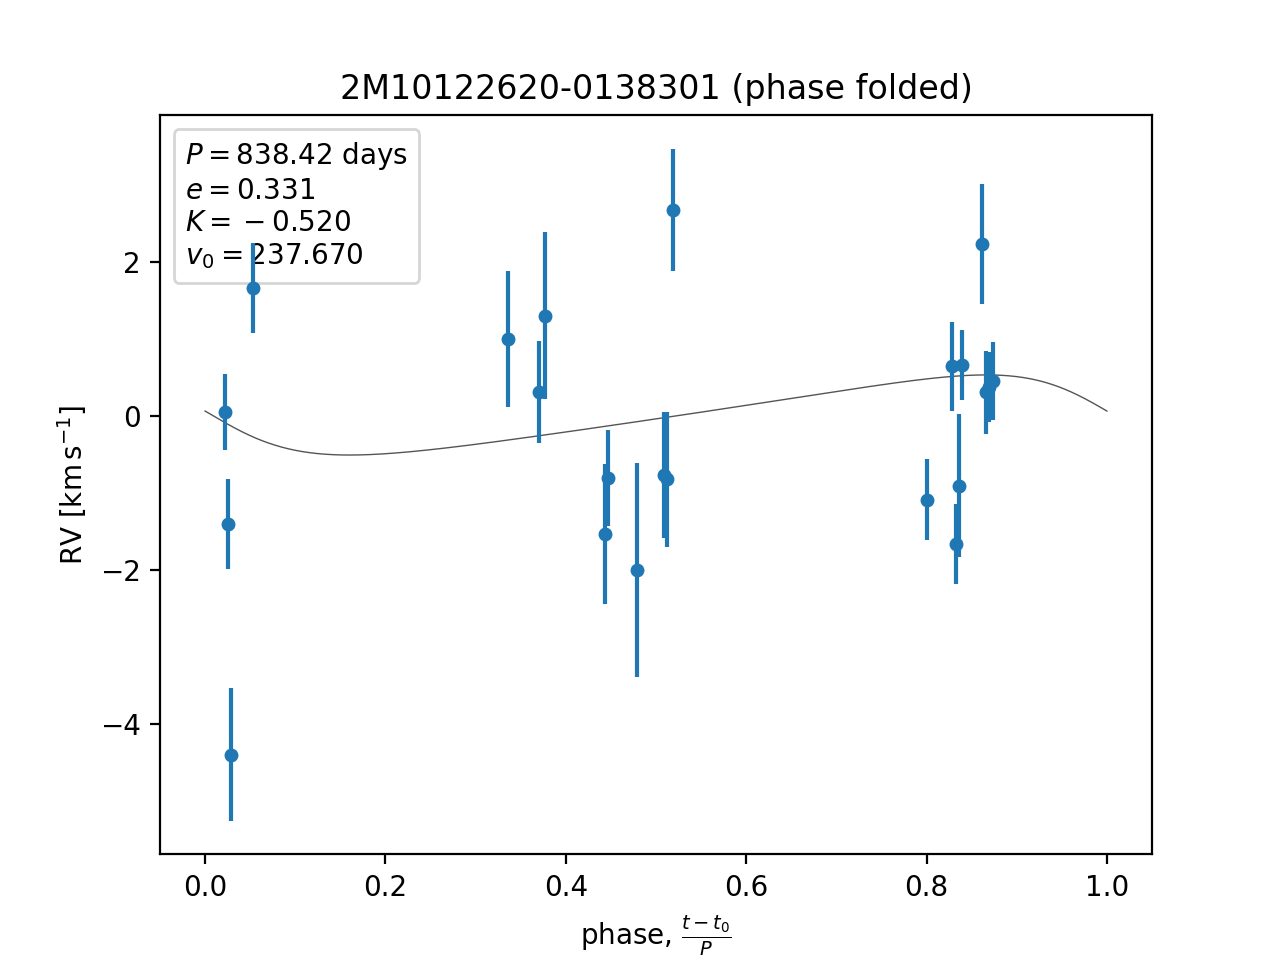 2M10122620-0138301 (phase folded)
P = 838.42 days
e = 0.331
K = −0.520
v₀ = 237.670
2
0
−2
−4
RV [km s⁻¹]
0.0 0.2 0.4 0.6 0.8 1.0
phase, (t − t₀)/P